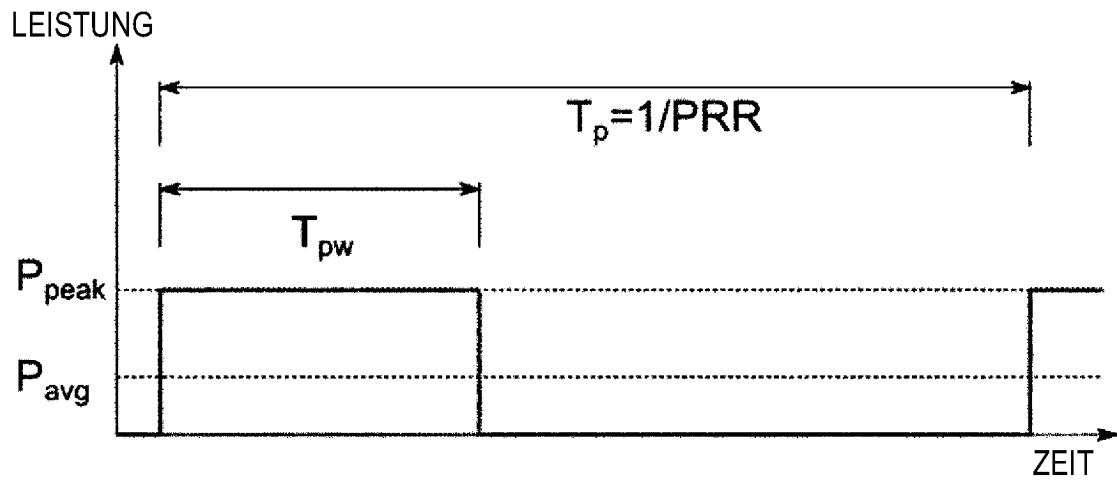 LEISTUNG
Tp=1/PRR
Tpw
Ppeak
Pavg
ZEIT